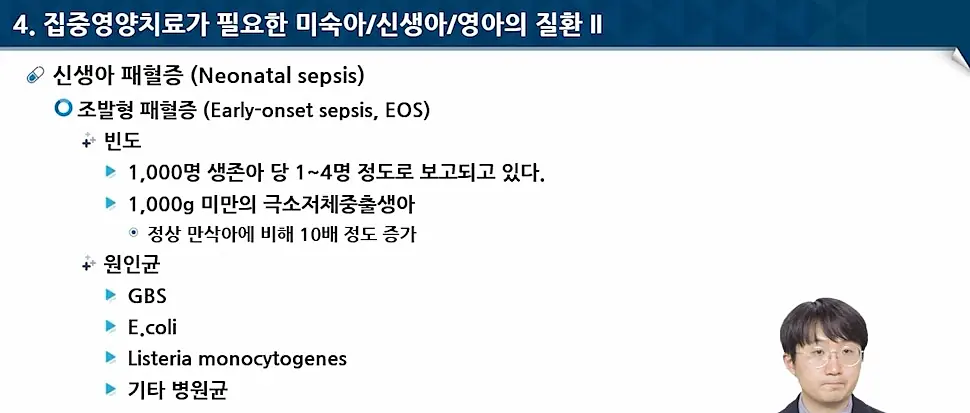 4. 집중영양치료가 필요한 미숙아/신생아/영아의 질환 II
신생아 패혈증 (Neonatal sepsis)
조발형 패혈증 (Early-onset sepsis, EOS)
빈도
1,000명 생존아 당 1~4명 정도로 보고되고 있다.
1,000g 미만의 극소저체중출생아
정상 만삭아에 비해 10배 정도 증가
원인균
GBS
E.coli
Listeria monocytogenes
기타 병원균